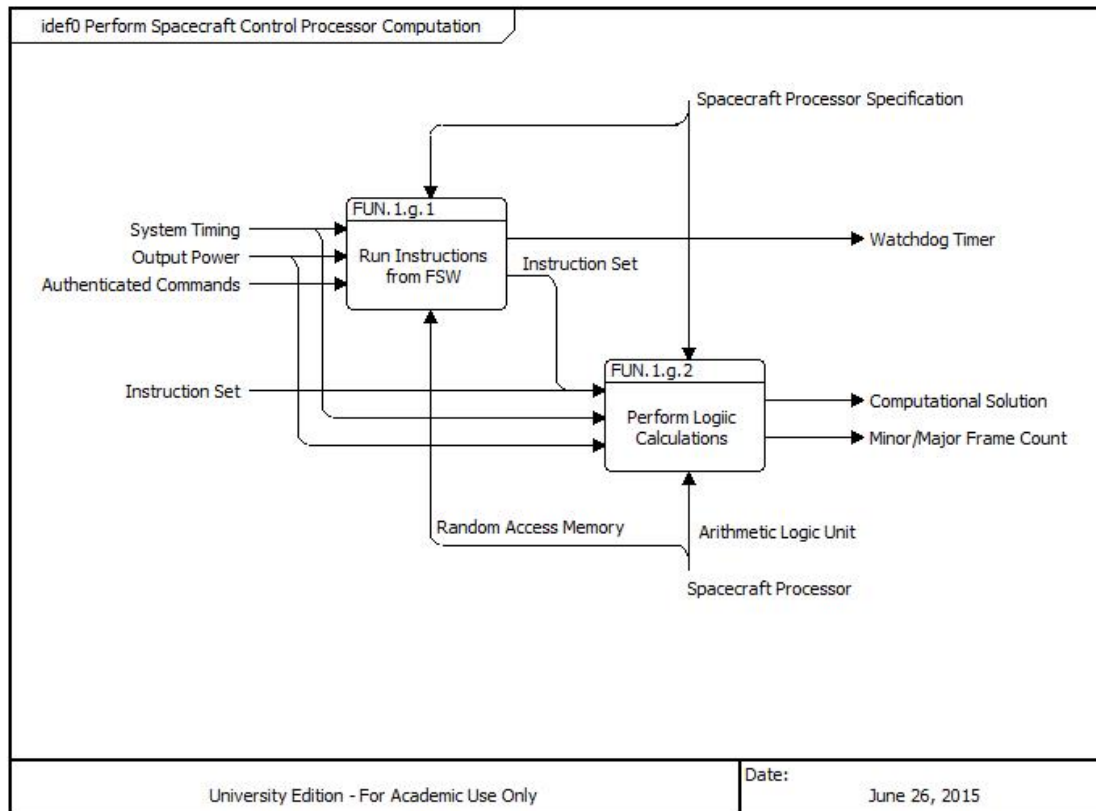 idef0 Perform Spacecraft Control Processor Computation
Spacecraft Processor Specification
FUN.1.g.1
Run Instructions
from FSW
System Timing
Output Power
Authenticated Commands
Watchdog Timer
Instruction Set
Instruction Set
FUN.1.g.2
Perform Logiic
Calculations
Computational Solution
Minor/Major Frame Count
Random Access Memory
Arithmetic Logic Unit
Spacecraft Processor
University Edition - For Academic Use Only
Date:
June 26, 2015